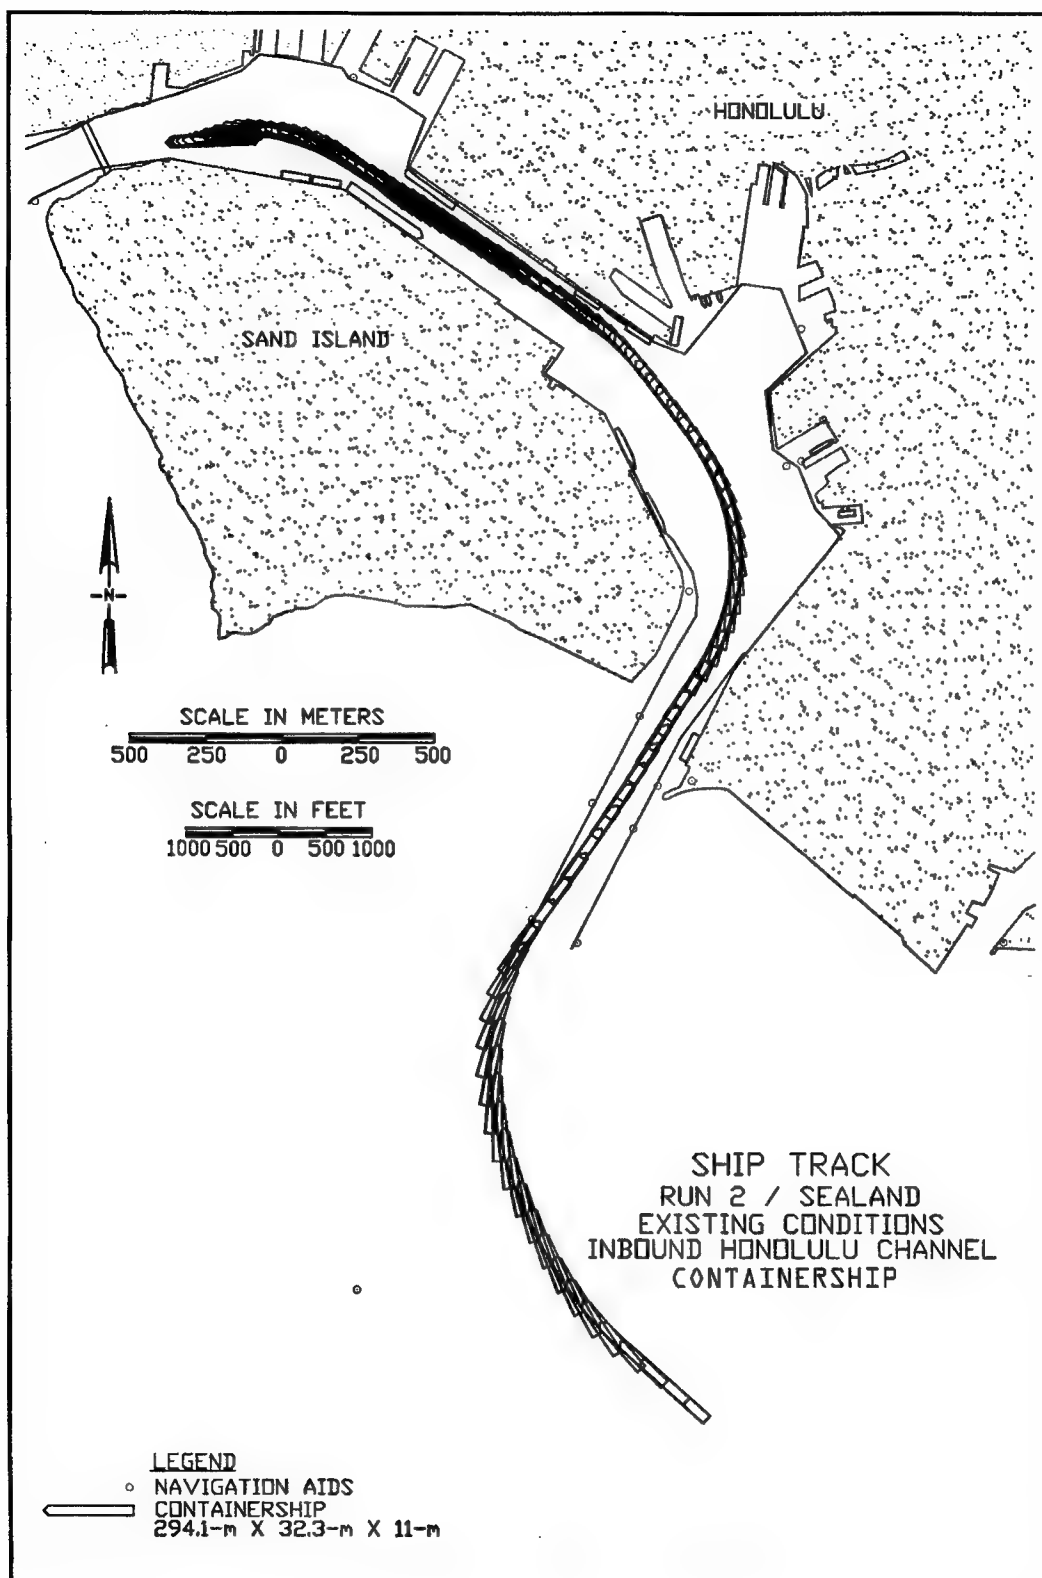 HONOLULU
SAND ISLAND
N
SCALE IN METERS
500 250 0 250 500
SCALE IN FEET
1000 500 0 500 1000
SHIP TRACK
RUN 2 / SEALAND
EXISTING CONDITIONS
INBOUND HONOLULU CHANNEL
CONTAINERSHIP
LEGEND
NAVIGATION AIDS
CONTAINERSHIP
294.1-m X 32.3-m X 11-m